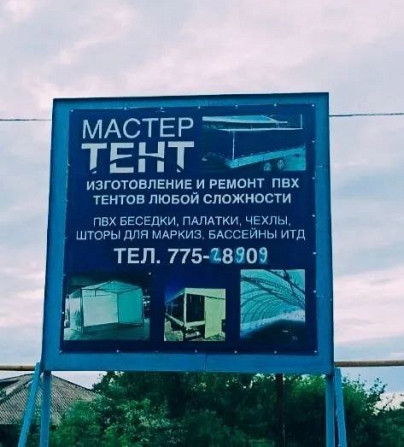 МАСТЕР
ТЕНТ
ИЗГОТОВЛЕНИЕ И РЕМОНТ ПВХ
ТЕНТОВ ЛЮБОЙ СЛОЖНОСТИ
ПВХ БЕСЕДКИ, ПАЛАТКИ, ЧЕХЛЫ,
ШТОРЫ ДЛЯ МАРКИЗ, БАССЕЙНЫ ИТД
ТЕЛ. 775-28909